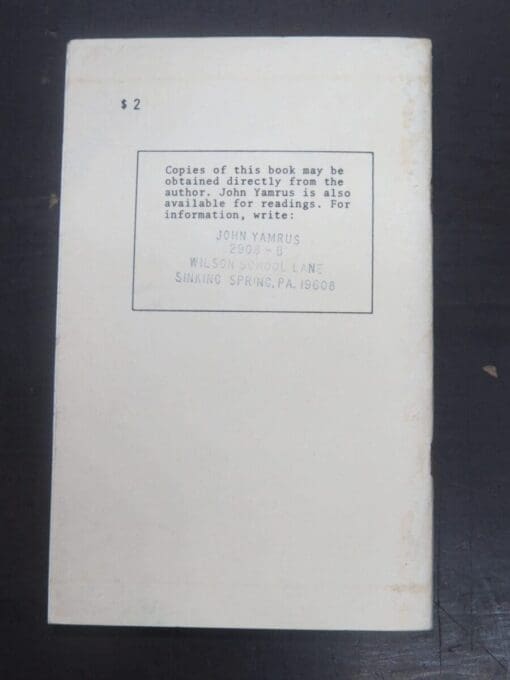 $ 2
Copies of this book may be
obtained directly from the
author. John Yamrus is also
available for readings. For
information, write:
JOHN YAMRUS
2908 - B
WILSON SCHOOL LANE
SINKING SPRING, PA. 19608